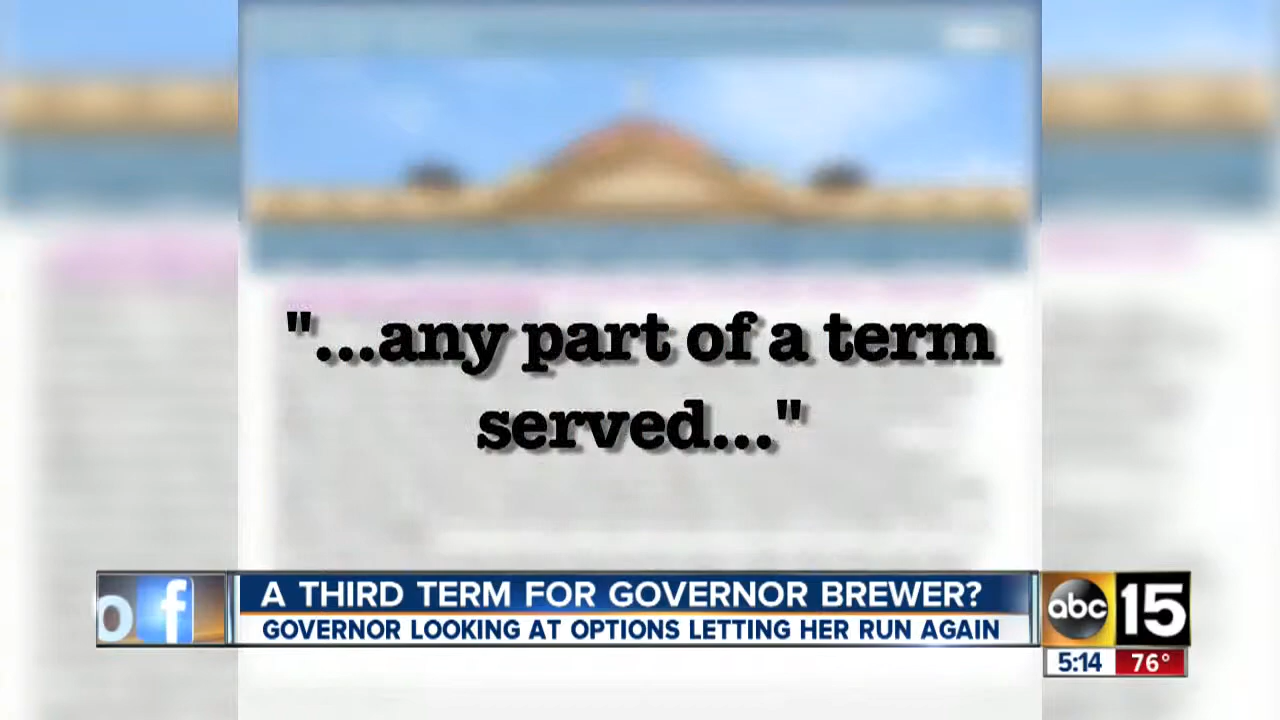 "...any part of a term
served..."
o f
A THIRD TERM FOR GOVERNOR BREWER?
GOVERNOR LOOKING AT OPTIONS LETTING HER RUN AGAIN
abc 15
5:14 76°